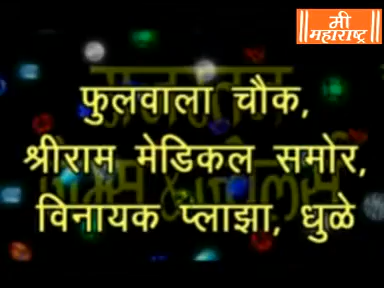 मी
महाराष्ट्र
फुलवाला चौक,
श्रीराम मेडिकल समोर,
विनायक प्लाझा, धुळे